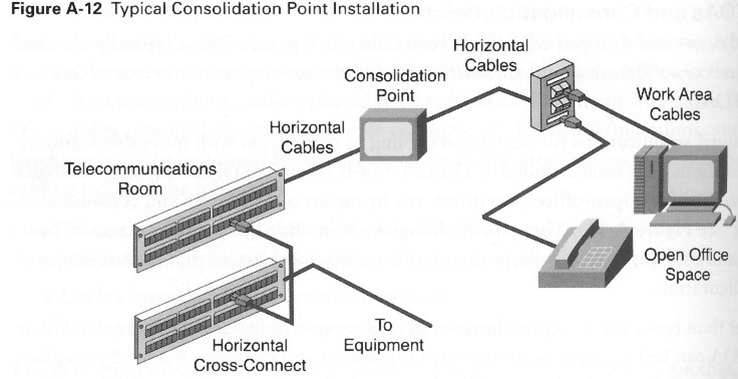 Figure A-12 Typical Consolidation Point Installation
Horizontal
Cables
Consolidation
Point
Work Area
Cables
Horizontal
Cables
Telecommunications
Room
Open Office
Space
To
Equipment
Horizontal
Cross-Connect